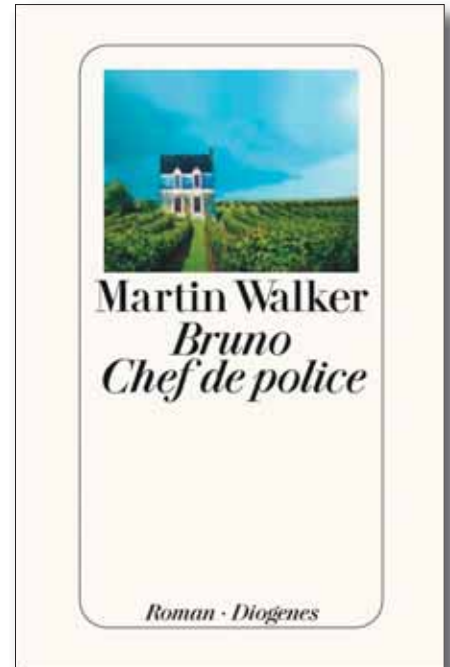 Martin Walker
Bruno
Chef de police
Roman · Diogenes